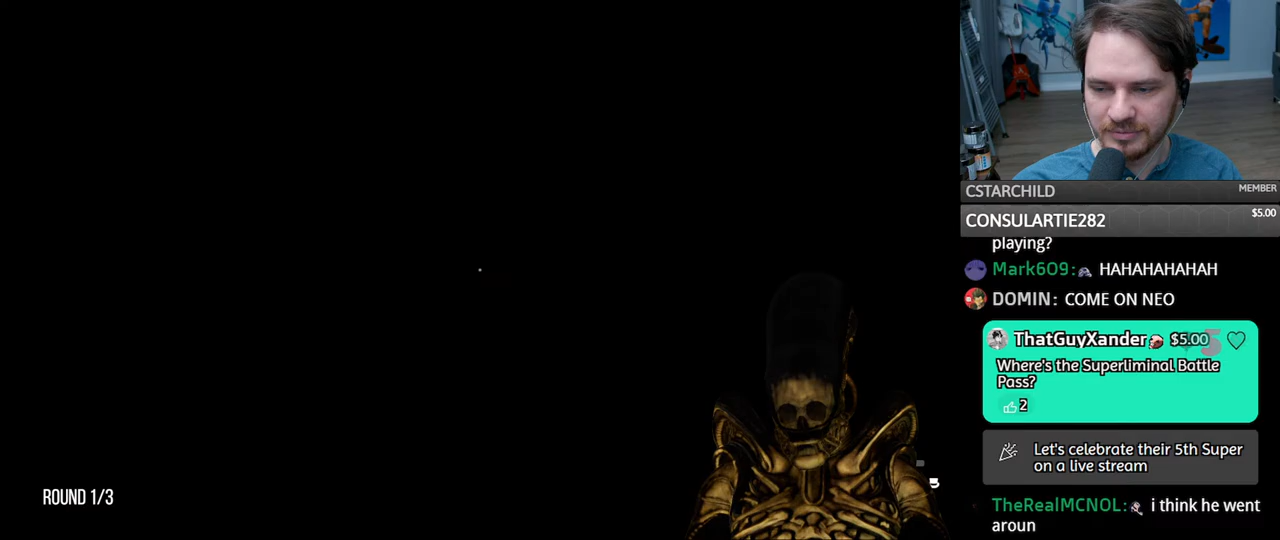 CSTARCHILD
MEMBER
CONSULARTIE282
$5.00
playing?
Mark609: HAHAHAHAHAH
DOMIN: COME ON NEO
ThatGuyXander $5.00
Where's the Superliminal Battle
Pass?
2
Let's celebrate their 5th Super
on a live stream
TheRealMCNOL: i think he went
aroun
ROUND 1/3